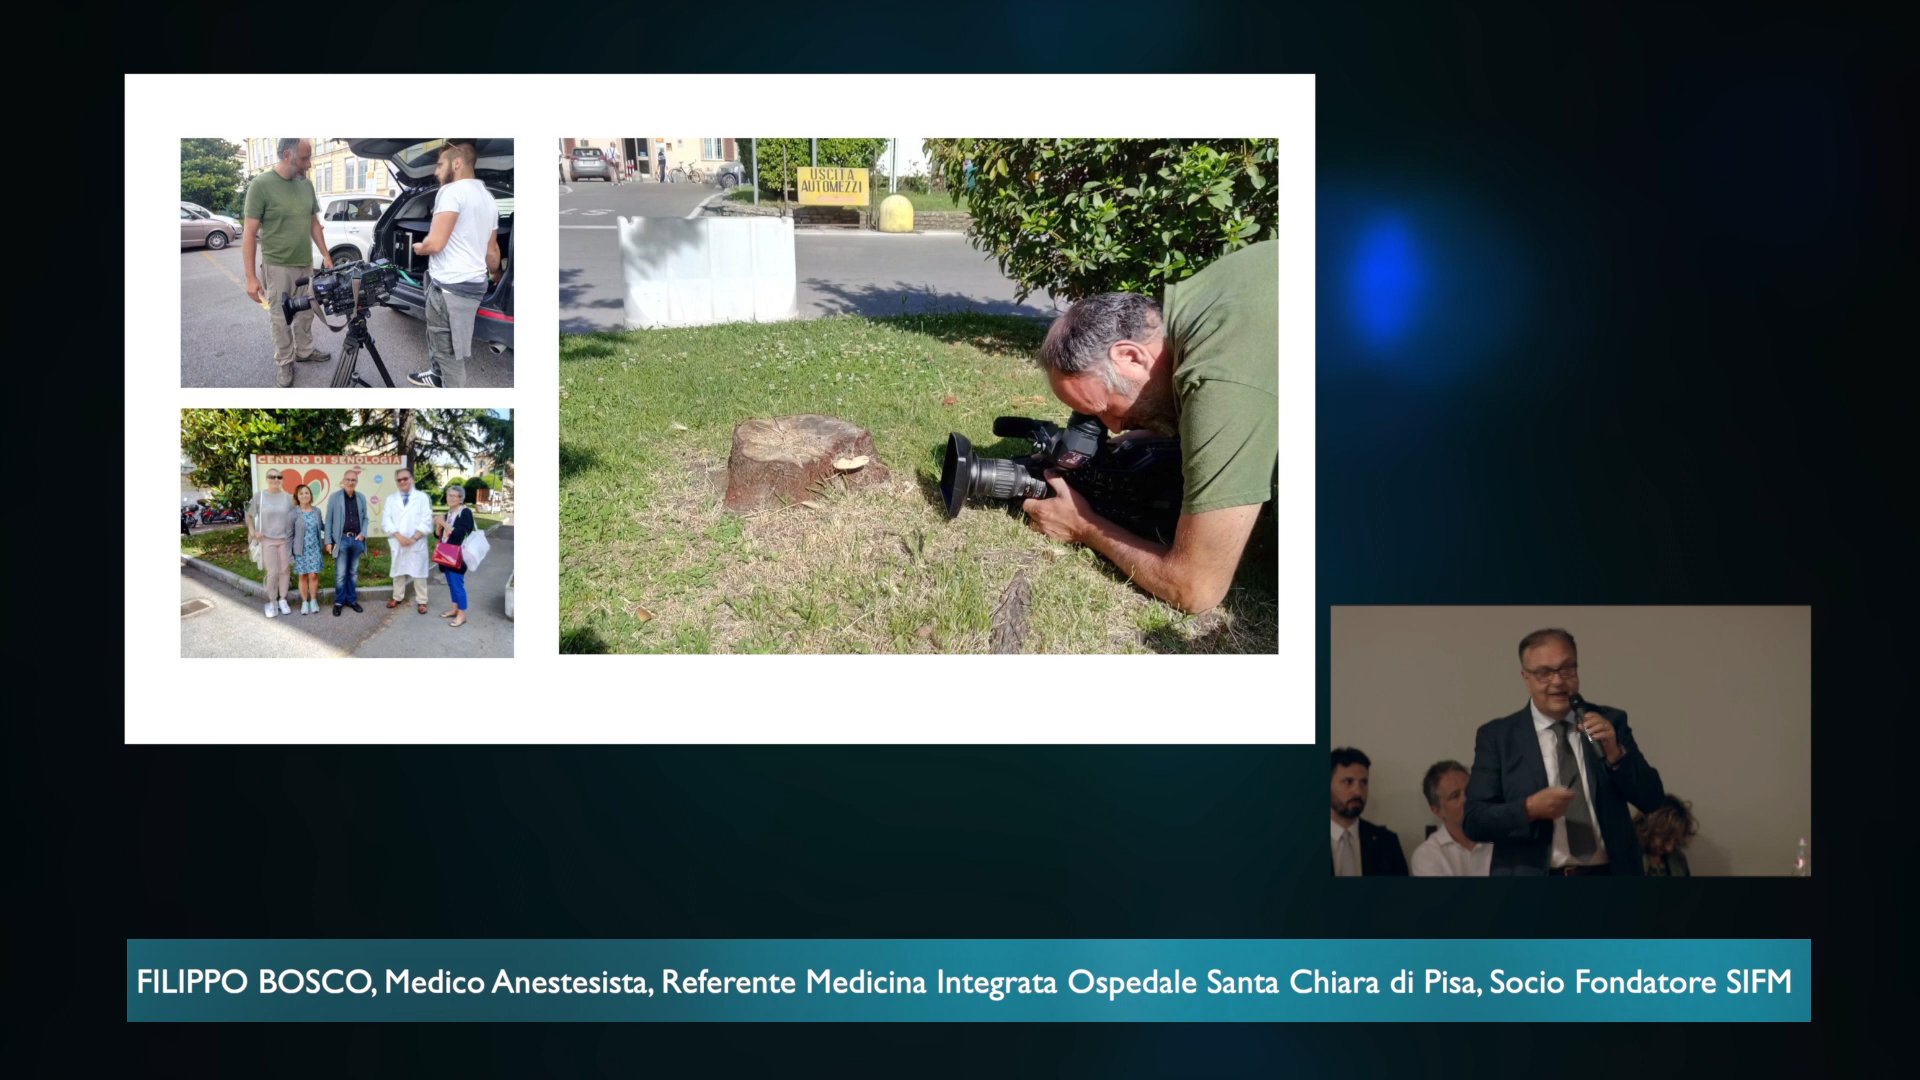 USCITA
AUTOMEZZI
CENTRO DI SENOLOGIA
FILIPPO BOSCO, Medico Anestesista, Referente Medicina Integrata Ospedale Santa Chiara di Pisa, Socio Fondatore SIFM